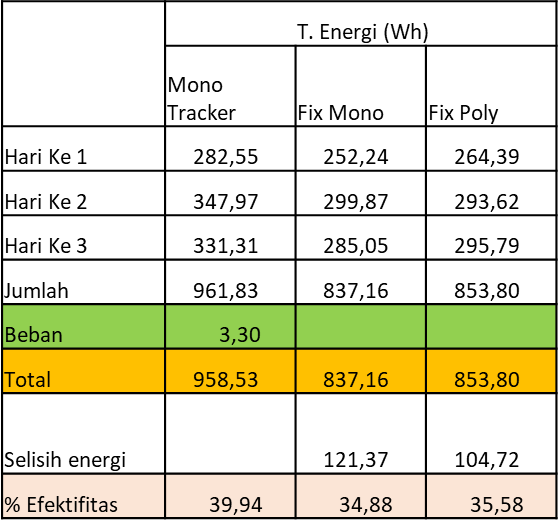 T. Energi (Wh)
Mono Tracker Fix Mono Fix Poly
Hari Ke 1 282,55 252,24 264,39
Hari Ke 2 347,97 299,87 293,62
Hari Ke 3 331,31 285,05 295,79
Jumlah 961,83 837,16 853,80
Beban 3,30
Total 958,53 837,16 853,80
Selisih energi 121,37 104,72
% Efektifitas 39,94 34,88 35,58